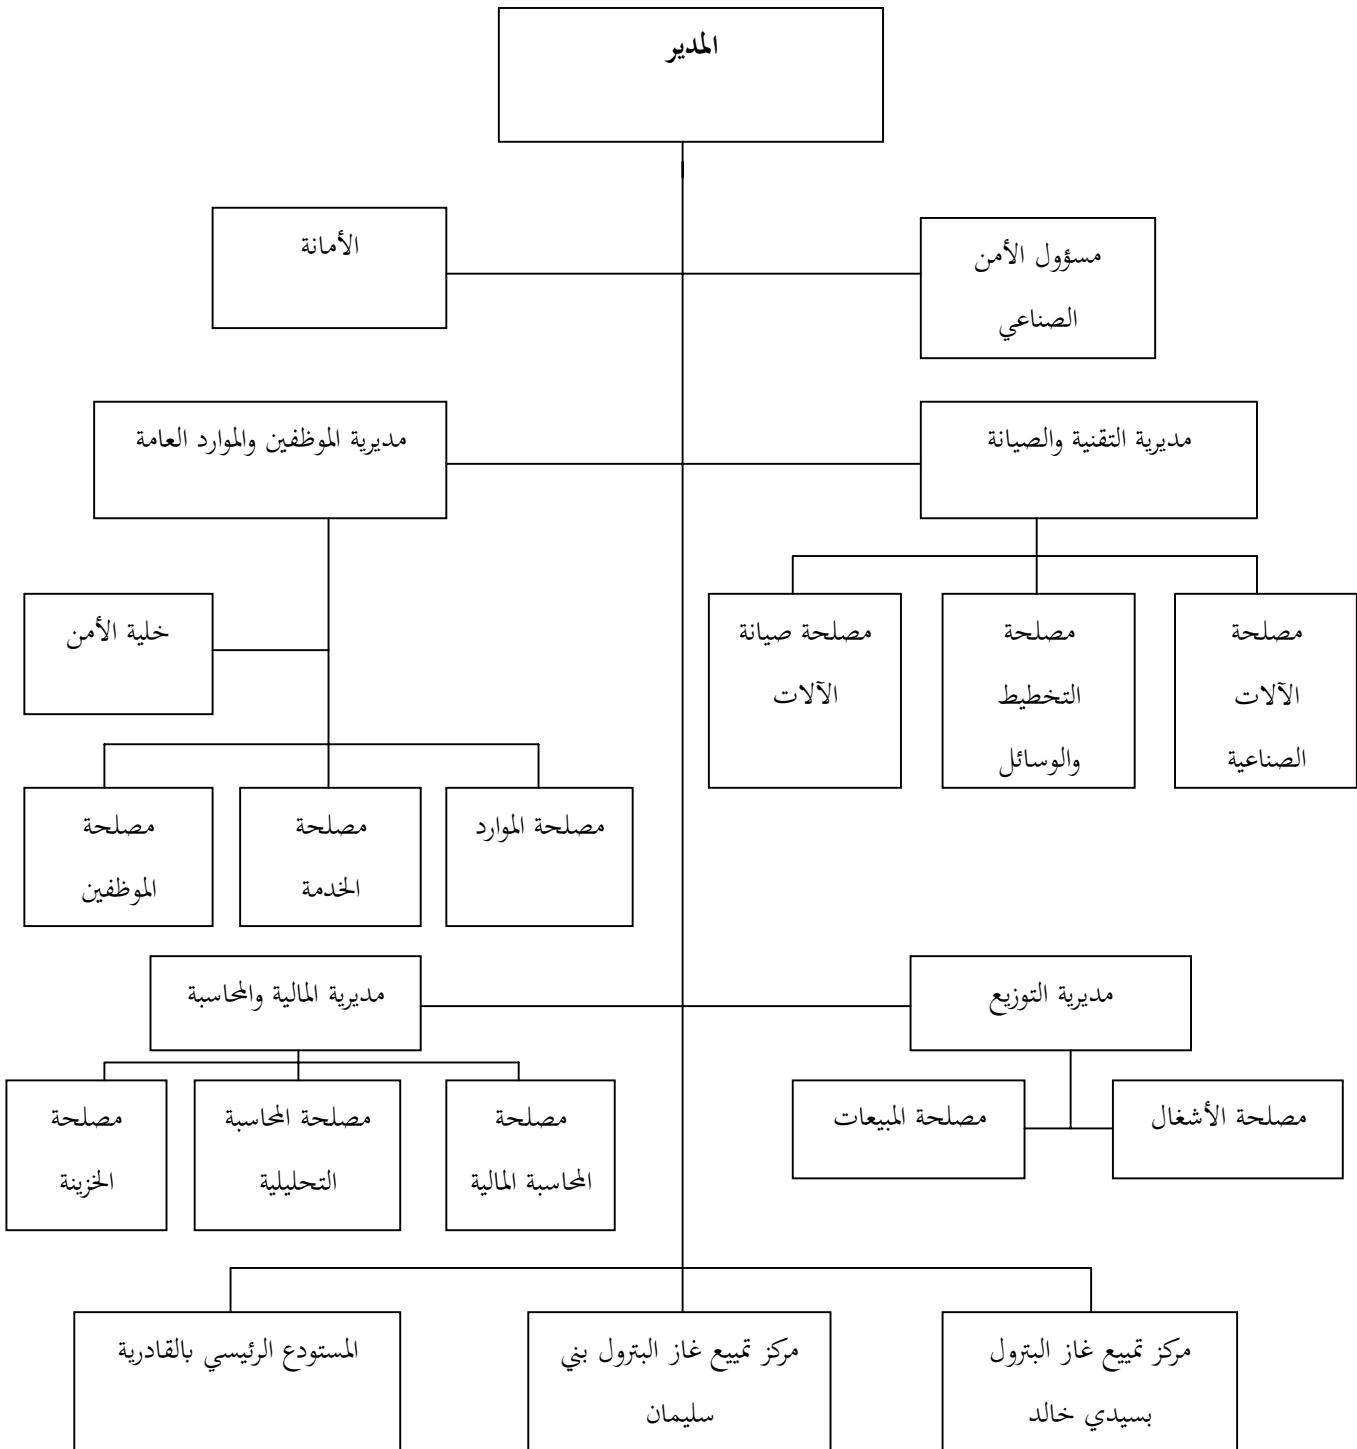 المدير
مسؤول الأمن
الصناعي
الأمانة
مديرية التقنية والصيانة
مديرية الموظفين والموارد العامة
مصلحة
الآلات
الصناعية
مصلحة
التخطيط
والوسائل
مصلحة صيانة
الآلات
خلية الأمن
مصلحة الموارد
مصلحة
الخدمة
مصلحة
الموظفين
مديرية التوزيع
مديرية المالية والمحاسبة
مصلحة الأشغال
مصلحة المبيعات
مصلحة
المحاسبة المالية
مصلحة المحاسبة
التحليلية
مصلحة
الخزينة
مركز تمييع غاز البترول
بسيدي خالد
مركز تمييع غاز البترول بني
سليمان
المستودع الرئيسي بالقادرية